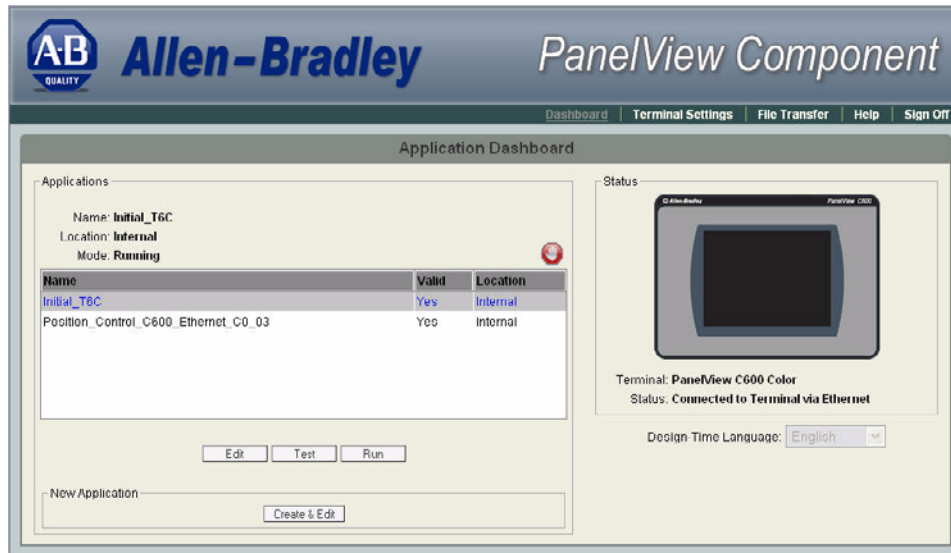 A-B
QUALITY
Allen-Bradley
PanelView Component
Dashboard | Terminal Settings | File Transfer | Help | Sign Off
Application Dashboard
Applications
Name: Initial_T6C
Location: Internal
Mode: Running
Name Valid Location
Initial_T6C Yes Internal
Position_Control_C600_Ethernet_C0_03 Yes Internal
Edit Test Run
New Application
Create & Edit
Status
Allen-Bradley PanelView C600
Terminal: PanelView C600 Color
Status: Connected to Terminal via Ethernet
Design-Time Language: English